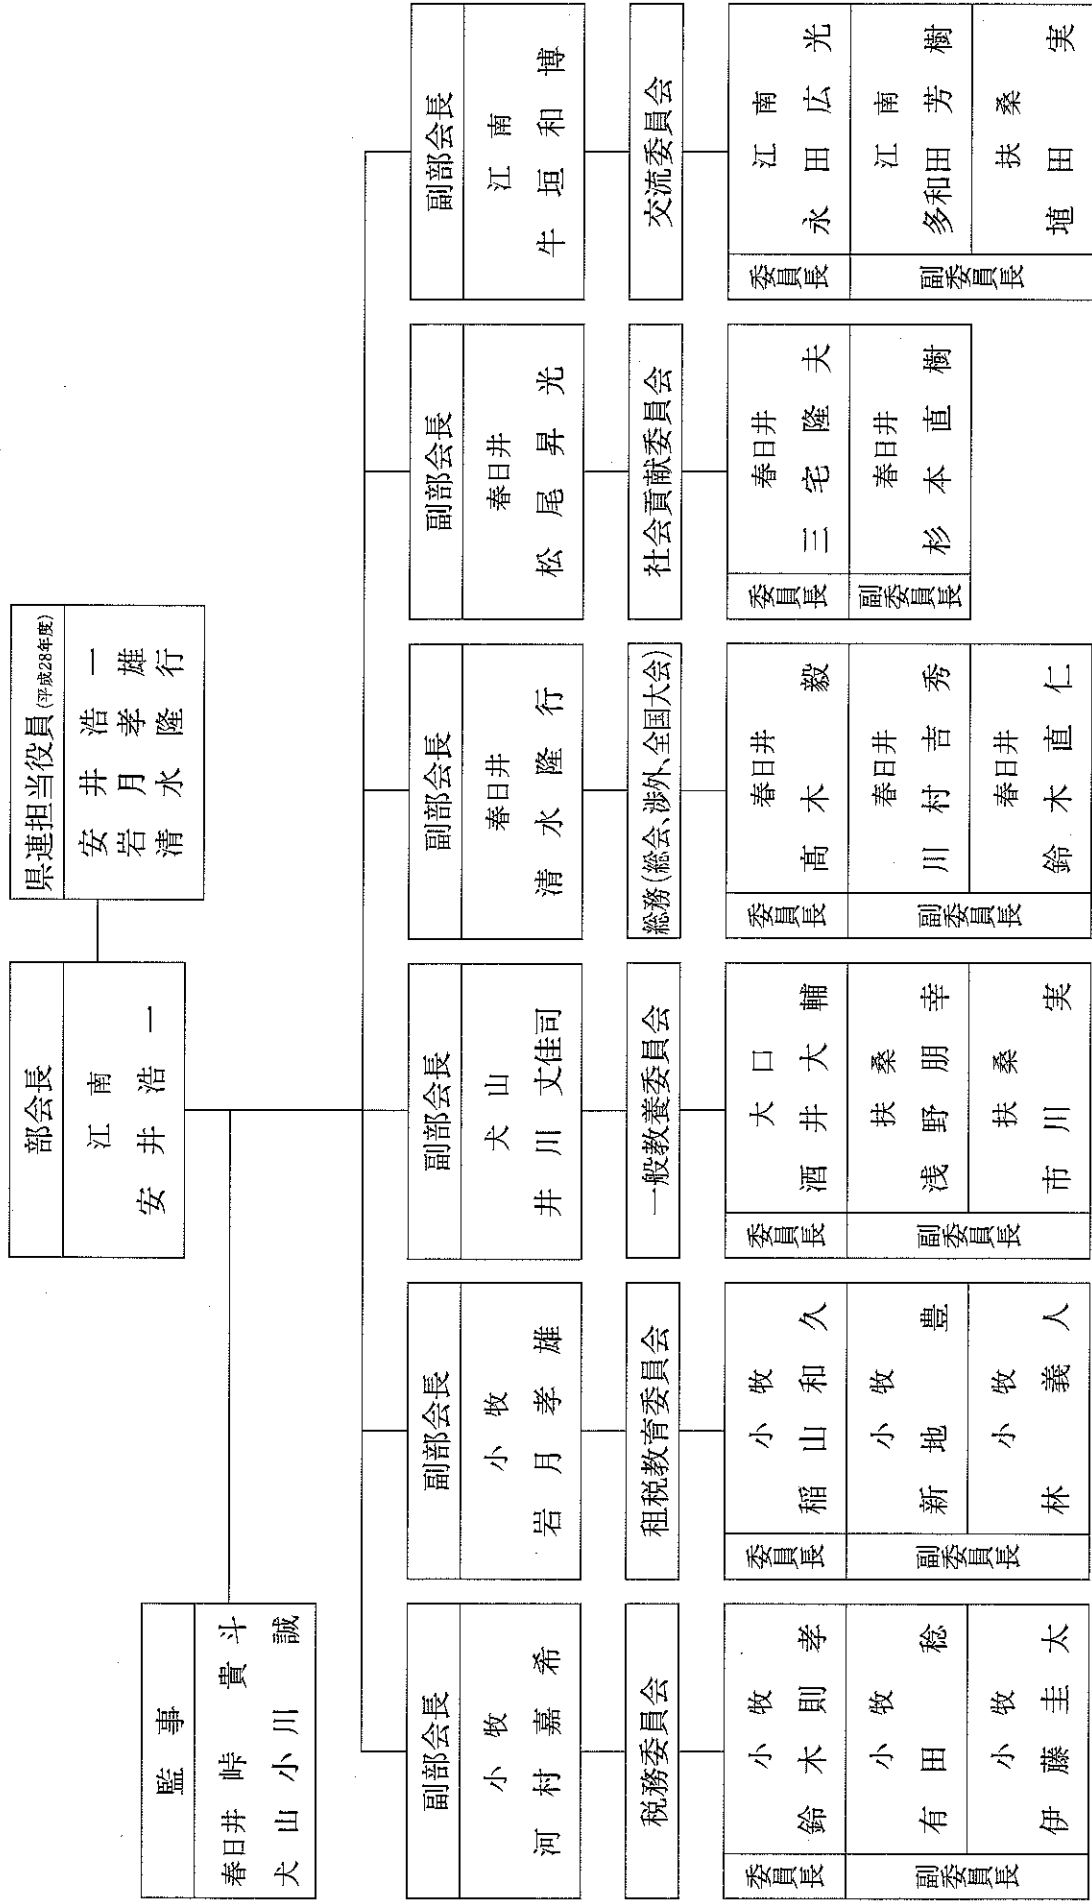 部会長
江南
安井浩一
県連担当役員(平成28年度)
安井浩一
岩月孝雄
清水隆行
監事
春日井 峠貴斗
犬山 小川誠
副部会長
小牧
河村嘉希
税務委員会
委員長
小牧
鈴木則孝
副委員長
小牧
有田稔
小牧
伊藤圭太
副部会長
小牧
岩月孝雄
租税教育委員会
委員長
小牧
稲山和久
副委員長
小牧
新地豊
小牧
林義人
副部会長
犬山
井川丈佳司
一般教養委員会
委員長
大口
酒井大輔
副委員長
扶桑
浅野朋幸
扶桑
市川実
副部会長
春日井
清水隆行
総務(総会、渉外、全国大会)
委員長
春日井
髙木毅
副委員長
春日井
川村吉秀
春日井
鈴木直仁
副部会長
春日井
松尾昇光
社会貢献委員会
委員長
春日井
三宅隆夫
副委員長
春日井
杉本直樹
副部会長
江南
牛垣和博
交流委員会
委員長
江南
永田広光
副委員長
江南
多和田芳樹
扶桑
埴田実